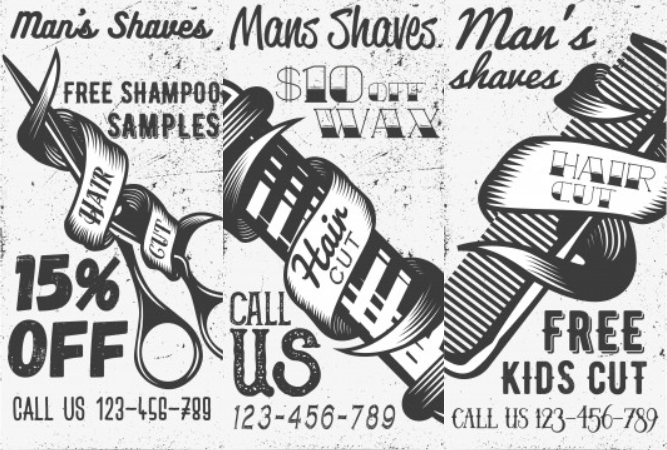 Man's Shaves
FREE SHAMPOO
SAMPLES
HAIR
CUT
15%
OFF
CALL US 123-456-789
Mans Shaves
$10 OFF
WAX
Hair
CUT
CALL
US
123-456-789
Man's
shaves
HAIR
CUT
FREE
KIDS CUT
CALL US 123-456-789